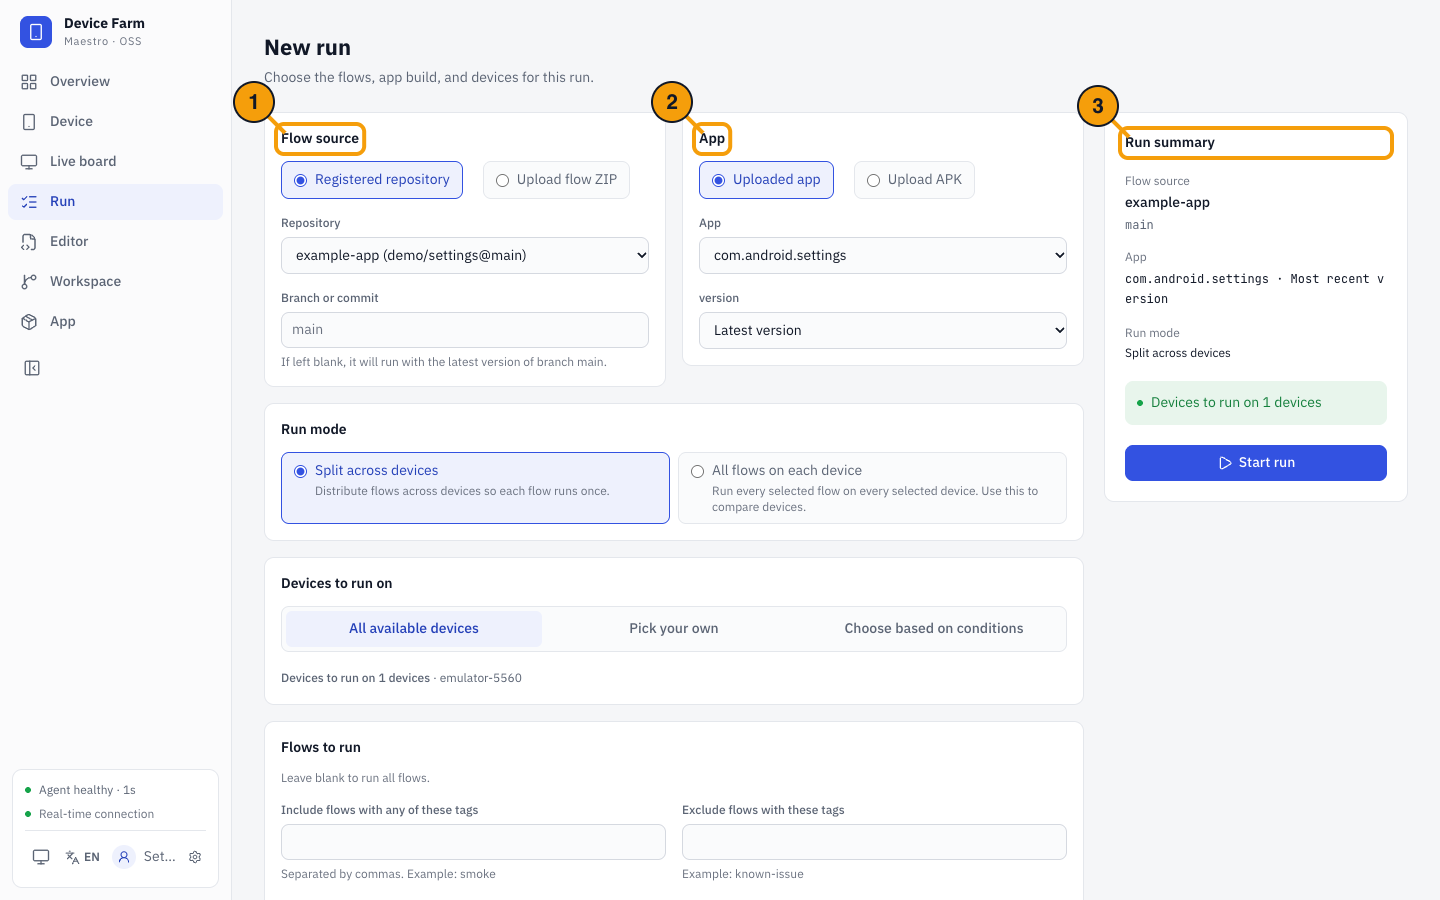 Device Farm
Maestro · OSS
Overview
Device
Live board
Run
Editor
Workspace
App
Agent healthy · 1s
Real-time connection
EN
Set...
New run
Choose the flows, app build, and devices for this run.
1
Flow source
Registered repository
Upload flow ZIP
Repository
example-app (demo/settings@main)
Branch or commit
main
If left blank, it will run with the latest version of branch main.
2
App
Uploaded app
Upload APK
App
com.android.settings
version
Latest version
Run mode
Split across devices
Distribute flows across devices so each flow runs once.
All flows on each device
Run every selected flow on every selected device. Use this to
compare devices.
Devices to run on
All available devices
Pick your own
Choose based on conditions
Devices to run on 1 devices · emulator-5560
Flows to run
Leave blank to run all flows.
Include flows with any of these tags
Separated by commas. Example: smoke
Exclude flows with these tags
Example: known-issue
3
Run summary
Flow source
example-app
main
App
com.android.settings · Most recent v
ersion
Run mode
Split across devices
Devices to run on 1 devices
Start run